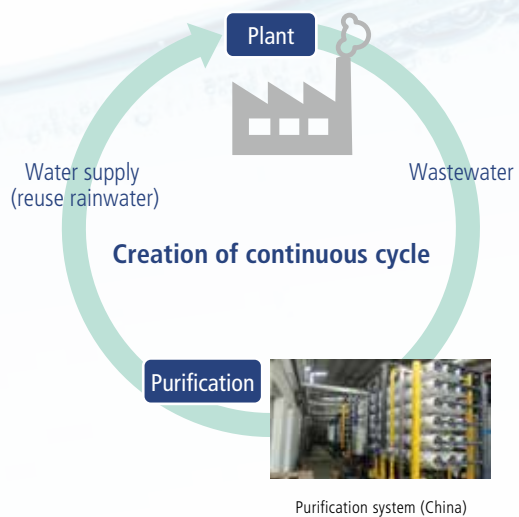 Plant
Water supply
(reuse rainwater)
Wastewater
Creation of continuous cycle
Purification
Purification system (China)